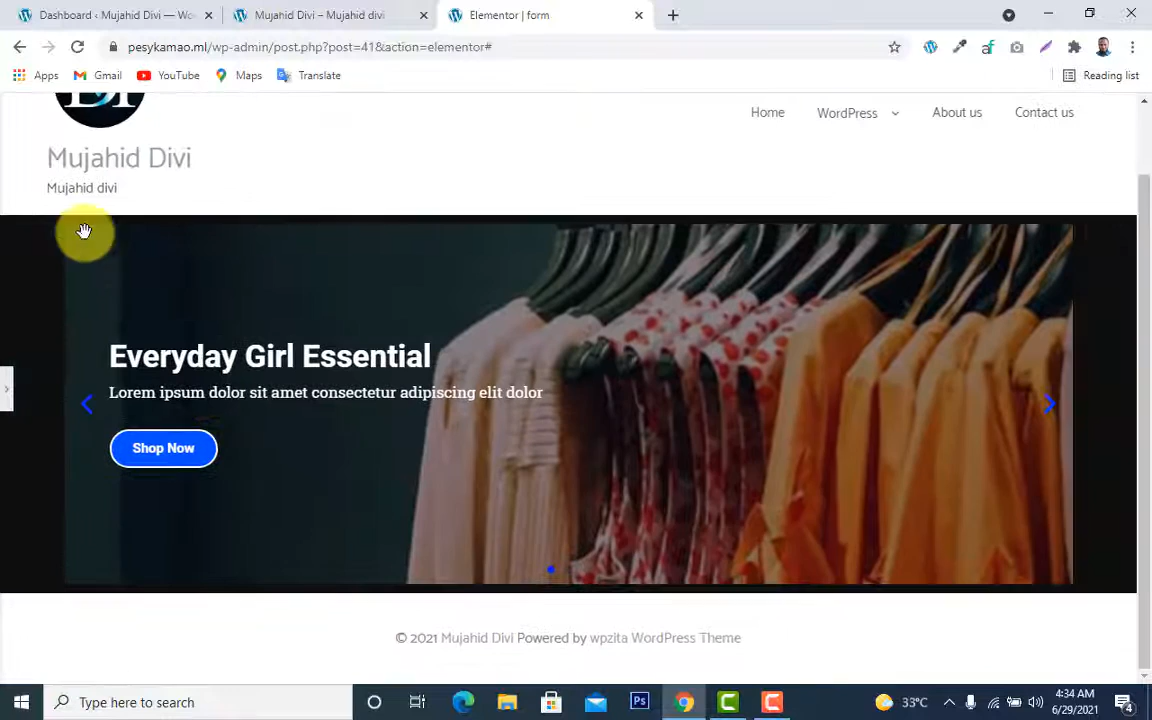 Dashboard ‹ Mujahid Divi — Wo
Mujahid Divi – Mujahid divi
Elementor | form
pesykamao.ml/wp-admin/post.php?post=41&action=elementor#
Apps
Gmail
YouTube
Maps
Translate
Reading list
Home
WordPress
About us
Contact us
Mujahid Divi
Mujahid divi
Everyday Girl Essential
Lorem ipsum dolor sit amet consectetur adipiscing elit dolor
Shop Now
© 2021 Mujahid Divi Powered by wpzita WordPress Theme
Type here to search
Ps
33°C
4:34 AM
6/29/2021
4